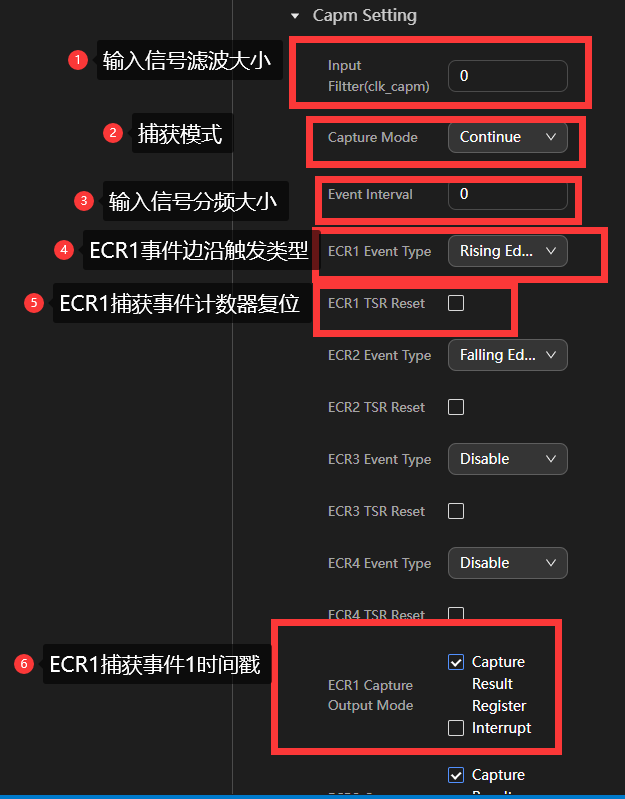 Capm Setting
1 输入信号滤波大小
Input
Filtter(clk_capm)
0
2 捕获模式
Capture Mode
Continue
3 输入信号分频大小
Event Interval
0
4 ECR1事件边沿触发类型
ECR1 Event Type
Rising Ed...
5 ECR1捕获事件计数器复位
ECR1 TSR Reset
ECR2 Event Type
Falling Ed...
ECR2 TSR Reset
ECR3 Event Type
Disable
ECR3 TSR Reset
ECR4 Event Type
Disable
ECR4 TSR Reset
6 ECR1捕获事件1时间戳
ECR1 Capture
Output Mode
Capture
Result
Register
Interrupt
Capture